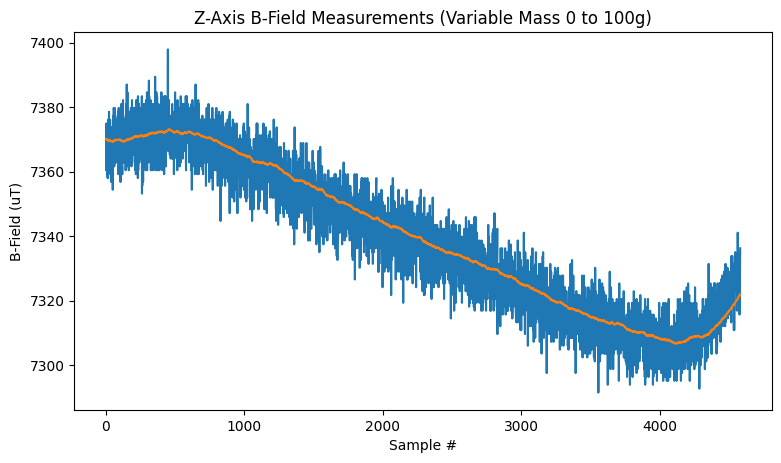 Z-Axis B-Field Measurements (Variable Mass 0 to 100g)
7400
7380
7360
7340
7320
7300
B-Field (uT)
0 1000 2000 3000 4000
Sample #